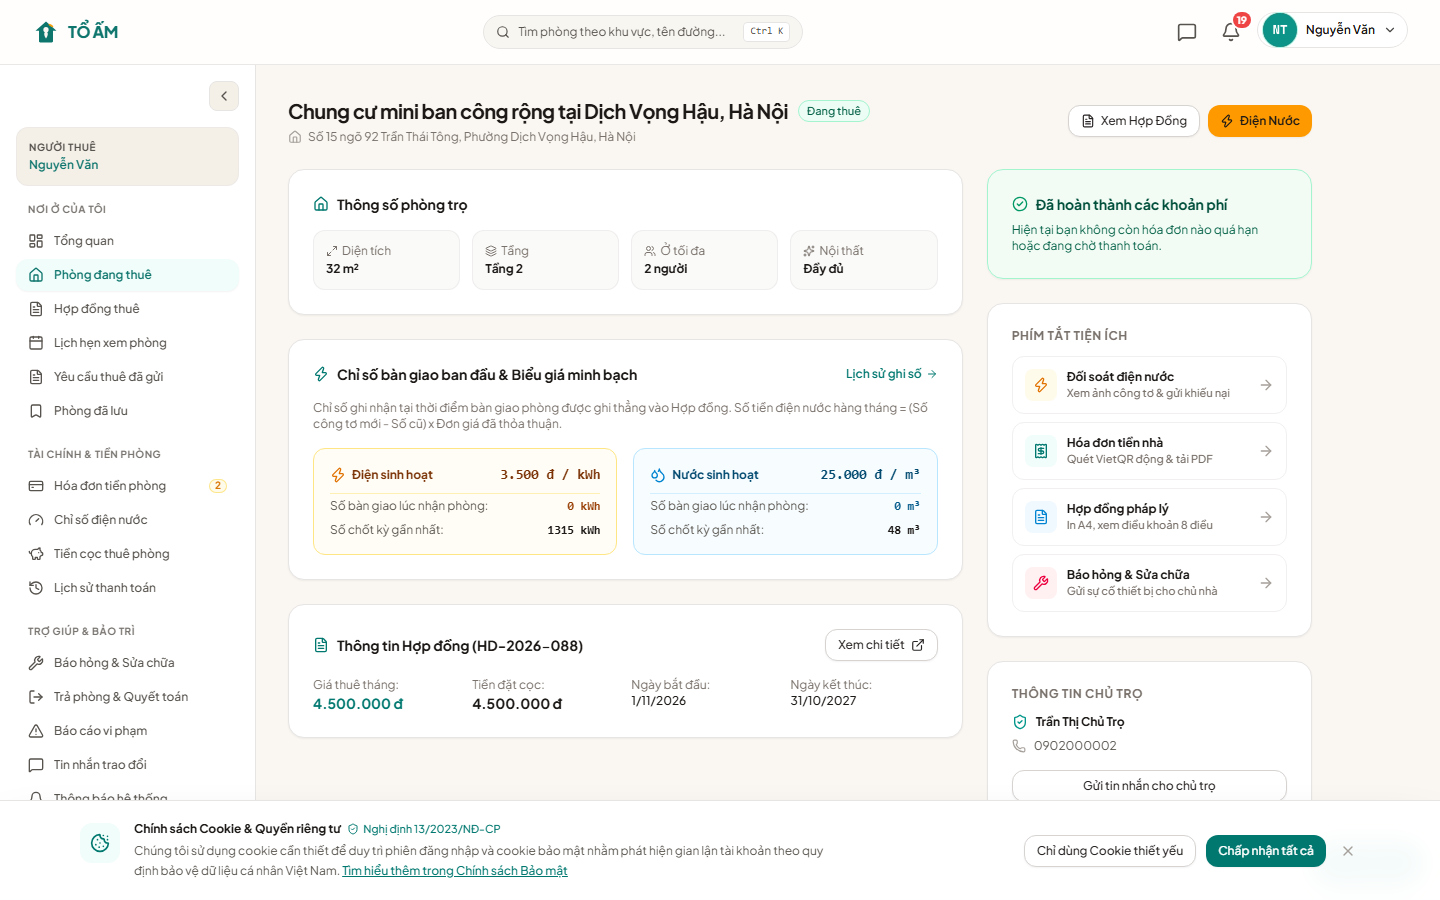 TỔ ẤM
Tìm phòng theo khu vực, tên đường...
Ctrl K
19
NT
Nguyễn Văn
NGƯỜI THUÊ
Nguyễn Văn
NƠI Ở CỦA TÔI
Tổng quan
Phòng đang thuê
Hợp đồng thuê
Lịch hẹn xem phòng
Yêu cầu thuê đã gửi
Phòng đã lưu
TÀI CHÍNH & TIỀN PHÒNG
Hóa đơn tiền phòng
2
Chỉ số điện nước
Tiền cọc thuê phòng
Lịch sử thanh toán
TRỢ GIÚP & BẢO TRÌ
Báo hỏng & Sửa chữa
Trả phòng & Quyết toán
Báo cáo vi phạm
Tin nhắn trao đổi
Thông báo hệ thống
Chung cư mini ban công rộng tại Dịch Vọng Hậu, Hà Nội
Đang thuê
Số 15 ngõ 92 Trần Thái Tông, Phường Dịch Vọng Hậu, Hà Nội
Xem Hợp Đồng
Điện Nước
Thông số phòng trọ
Diện tích
32 m²
Tầng
Tầng 2
Ở tối đa
2 người
Nội thất
Đầy đủ
Chỉ số bàn giao ban đầu & Biểu giá minh bạch
Lịch sử ghi số
Chỉ số ghi nhận tại thời điểm bàn giao phòng được ghi thẳng vào Hợp đồng. Số tiền điện nước hàng tháng = (Số
công tơ mới - Số cũ) x Đơn giá đã thỏa thuận.
Điện sinh hoạt
3.500 đ / kWh
Số bàn giao lúc nhận phòng:
0 kWh
Số chốt kỳ gần nhất:
1315 kWh
Nước sinh hoạt
25.000 đ / m³
Số bàn giao lúc nhận phòng:
0 m³
Số chốt kỳ gần nhất:
48 m³
Thông tin Hợp đồng (HD-2026-088)
Xem chi tiết
Giá thuê tháng:
4.500.000 đ
Tiền đặt cọc:
4.500.000 đ
Ngày bắt đầu:
1/11/2026
Ngày kết thúc:
31/10/2027
Đã hoàn thành các khoản phí
Hiện tại bạn không còn hóa đơn nào quá hạn
hoặc đang chờ thanh toán.
PHÍM TẮT TIỆN ÍCH
Đối soát điện nước
Xem ảnh công tơ & gửi khiếu nại
Hóa đơn tiền nhà
Quét VietQR động & tải PDF
Hợp đồng pháp lý
In A4, xem điều khoản 8 điều
Báo hỏng & Sửa chữa
Gửi sự cố thiết bị cho chủ nhà
THÔNG TIN CHỦ TRỌ
Trần Thị Chủ Trọ
0902000002
Gửi tin nhắn cho chủ trọ
Chính sách Cookie & Quyền riêng tư
Nghị định 13/2023/NĐ-CP
Chúng tôi sử dụng cookie cần thiết để duy trì phiên đăng nhập và cookie bảo mật nhằm phát hiện gian lận tài khoản theo quy
định bảo vệ dữ liệu cá nhân Việt Nam. Tìm hiểu thêm trong Chính sách Bảo mật
Chỉ dùng Cookie thiết yếu
Chấp nhận tất cả